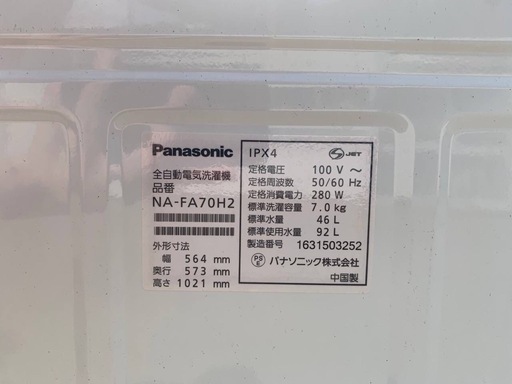 Panasonic
全自動電気洗濯機
品番
NA-FA70H2
外形寸法
幅 564 mm
奥行 573 mm
高さ 1021 mm
IPX4
S JET
定格電圧 100 V ～
定格周波数 50/60 Hz
定格消費電力 280 W
標準洗濯容量 7.0 kg
標準水量 46 L
標準使用水量 92 L
製造番号 1631503252
PS E パナソニック株式会社
中国製